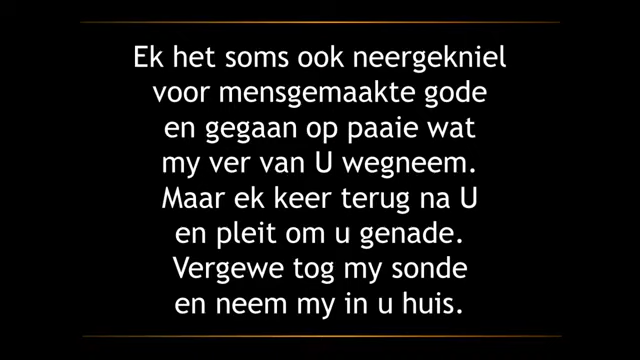 Ek het soms ook neergekniel
voor mensgemaakte gode
en gegaan op paaie wat
my ver van U wegneem.
Maar ek keer terug na U
en pleit om u genade.
Vergewe tog my sonde
en neem my in u huis.